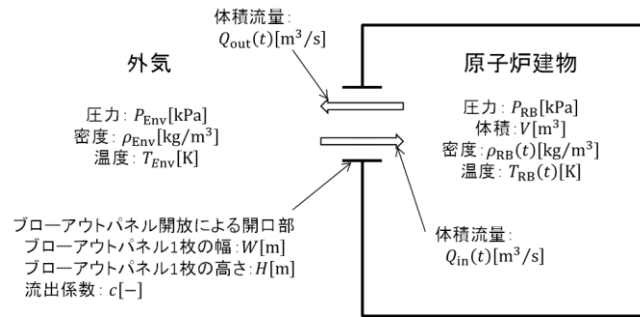 体積流量:
Q_out(t)[m³/s]
外気
圧力: P_Env[kPa]
密度: ρ_Env[kg/m³]
温度: T_Env[K]
原子炉建物
圧力: P_RB[kPa]
体積: V[m³]
密度: ρ_RB(t)[kg/m³]
温度: T_RB(t)[K]
ブローアウトパネル開放による開口部
ブローアウトパネル1枚の幅: W[m]
ブローアウトパネル1枚の高さ: H[m]
流出係数: c[−]
体積流量:
Q_in(t)[m³/s]